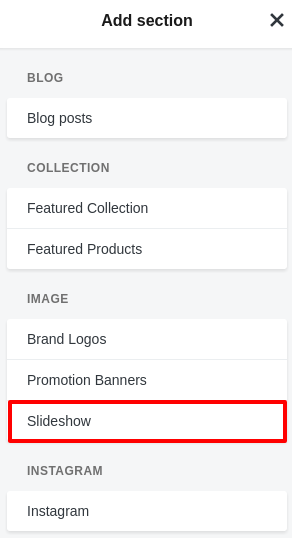 Add section
BLOG
Blog posts
COLLECTION
Featured Collection
Featured Products
IMAGE
Brand Logos
Promotion Banners
Slideshow
INSTAGRAM
Instagram